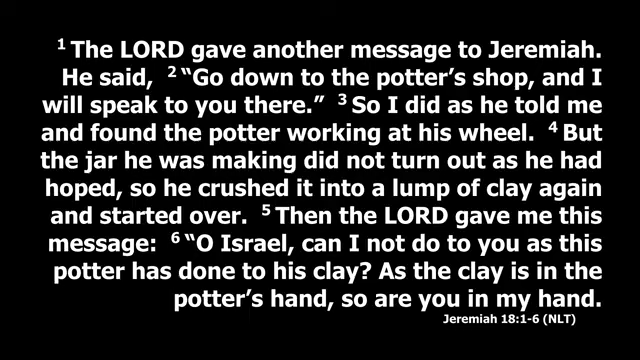 1 The LORD gave another message to Jeremiah.
He said, 2 “Go down to the potter’s shop, and I
will speak to you there.” 3 So I did as he told me
and found the potter working at his wheel. 4 But
the jar he was making did not turn out as he had
hoped, so he crushed it into a lump of clay again
and started over. 5 Then the LORD gave me this
message: 6 “O Israel, can I not do to you as this
potter has done to his clay? As the clay is in the
potter’s hand, so are you in my hand.
Jeremiah 18:1-6 (NLT)